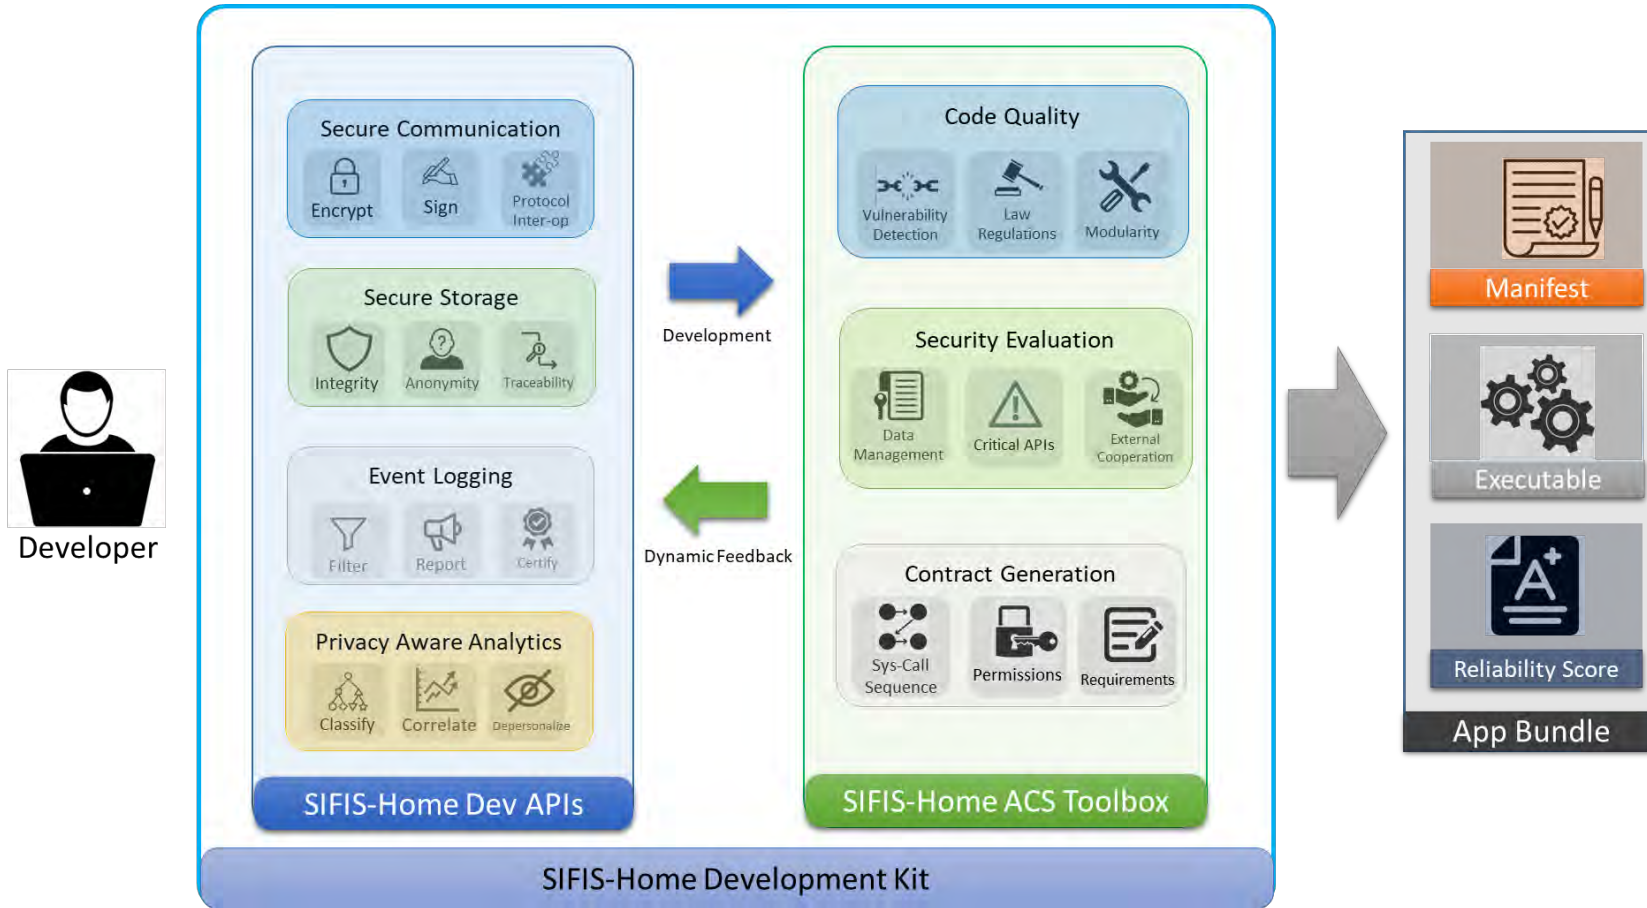 Developer
Secure Communication
Encrypt
Sign
Protocol
Inter-op
Secure Storage
Integrity
Anonymity
Traceability
Event Logging
Filter
Report
Certify
Privacy Aware Analytics
Classify
Correlate
Depersonalize
SIFIS-Home Dev APIs
Development
Dynamic Feedback
Code Quality
Vulnerability
Detection
Law
Regulations
Modularity
Security Evaluation
Data
Management
Critical APIs
External
Cooperation
Contract Generation
Sys-Call
Sequence
Permissions
Requirements
SIFIS-Home ACS Toolbox
SIFIS-Home Development Kit
Manifest
Executable
A+
Reliability Score
App Bundle